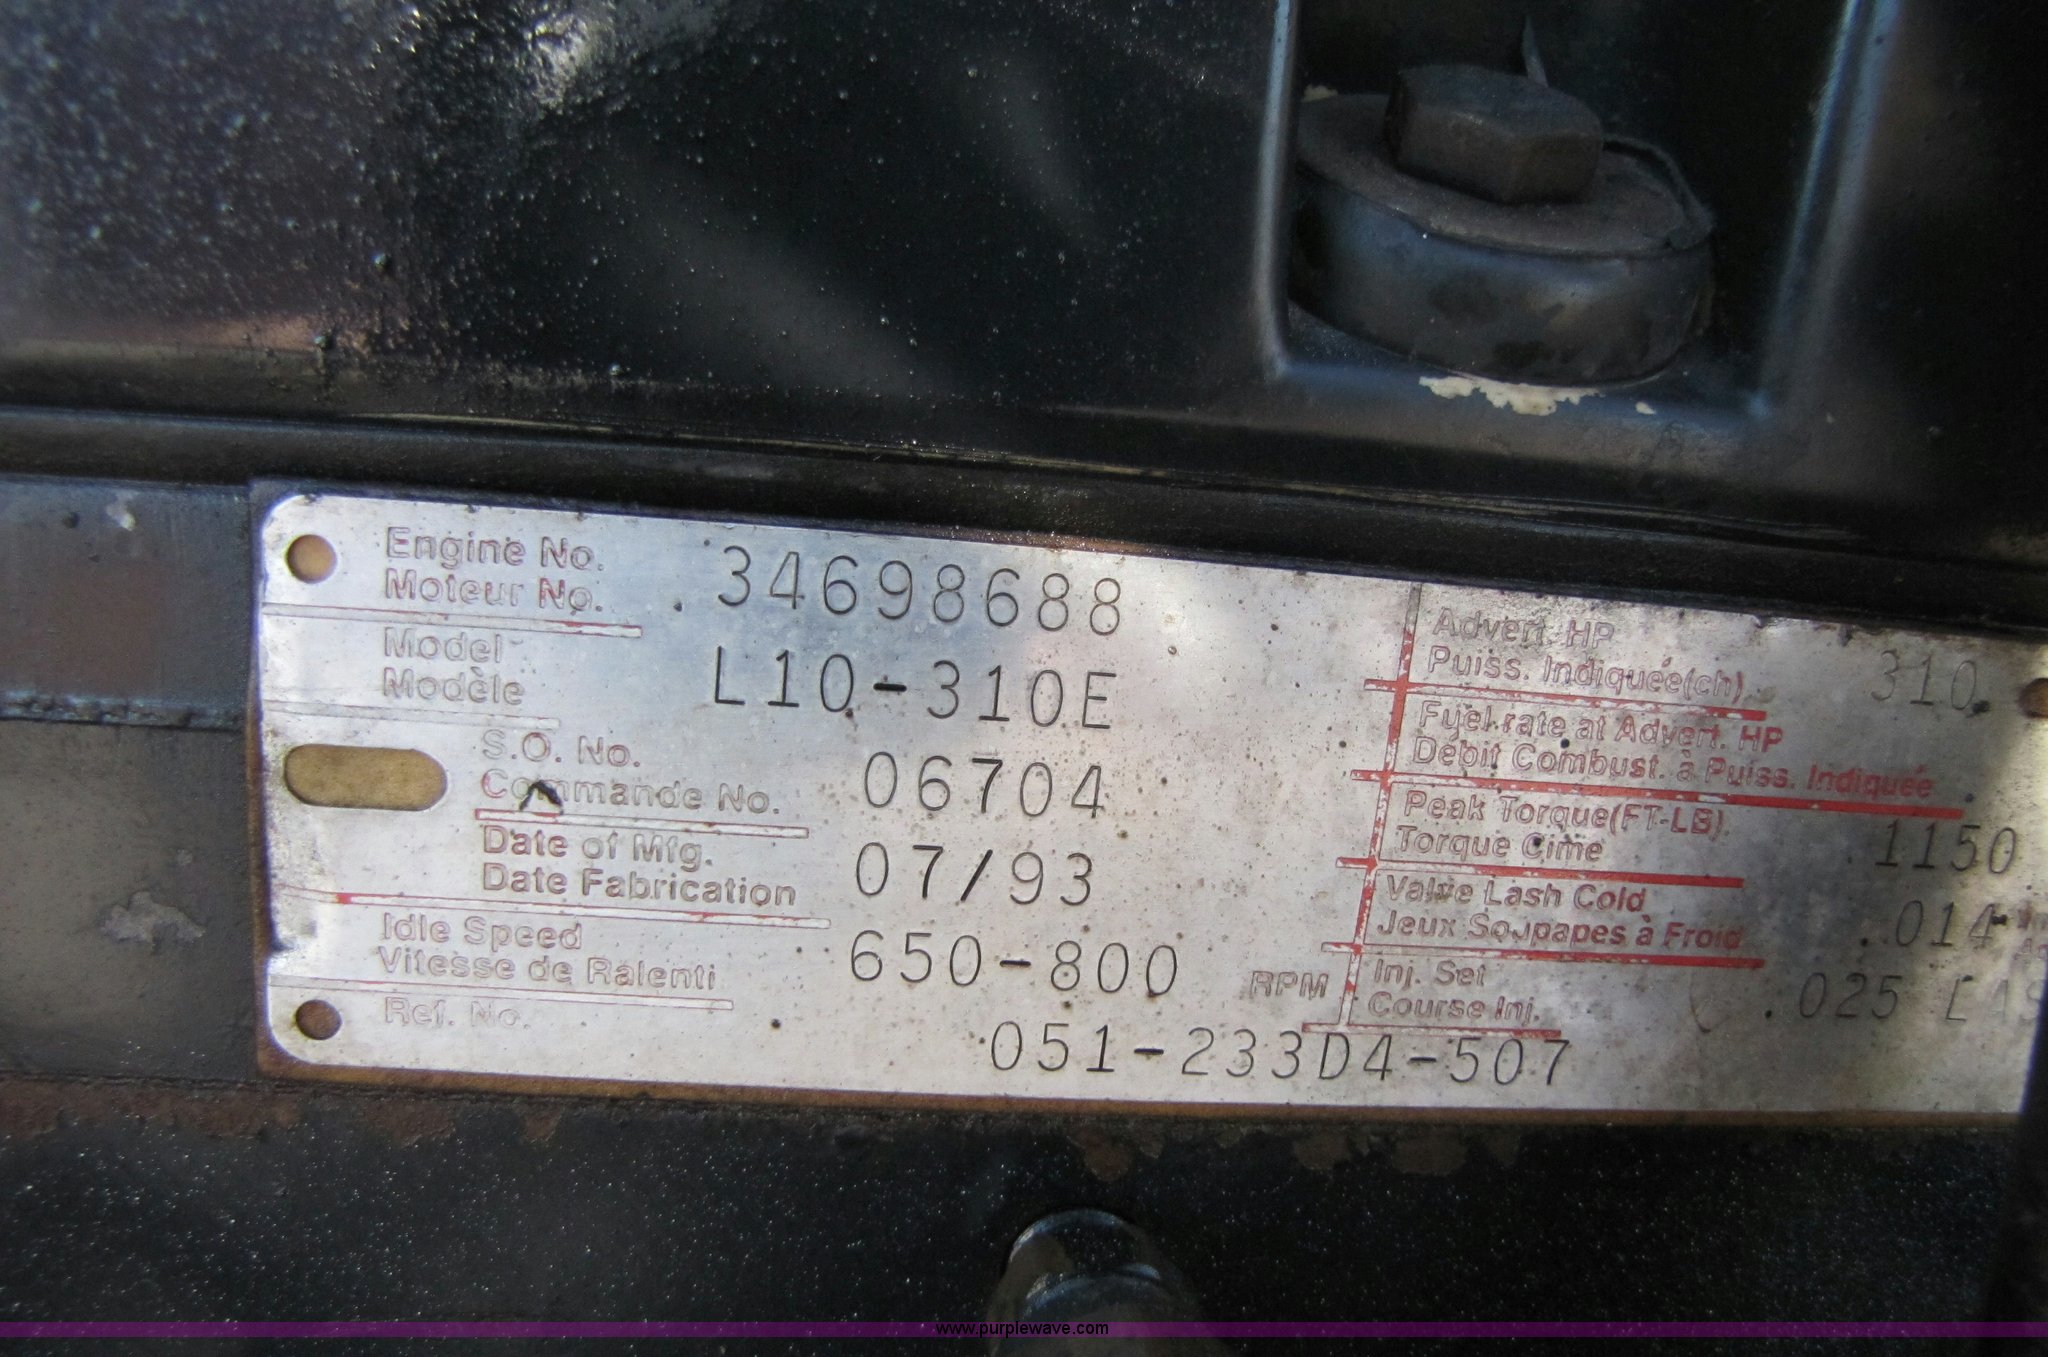 Engine No.
Moteur No.
34698688
Model
Modèle
L10-310E
S.O. No.
Commande No.
06704
Date of Mfg.
Date Fabrication
07/93
Idle Speed
Vitesse de Ralenti
650-800 RPM
Ref. No.
051-233D4-507
Advert. HP
Puiss. Indiquée(ch)
310
Fuel rate at Advert. HP
Débit Combust. à Puiss. Indiquée
Peak Torque(FT-LB)
Torque Cime
1150
Valve Lash Cold
Jeux Soupapes à Froid
.014
Inj. Set
Course Inj.
.025
www.purplewave.com